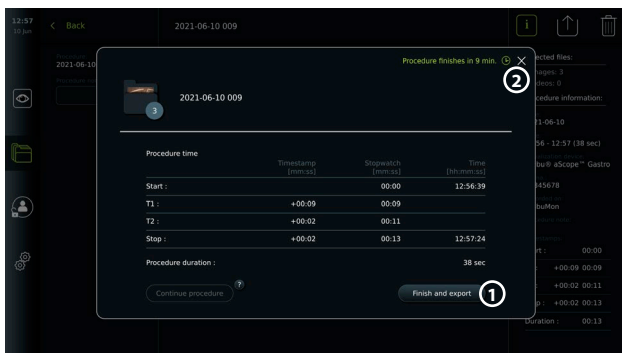 12:57
10 Jun
Back
2021-06-10 009
i
Procedure finishes in 9 min.
2
2021-06-10
3
2021-06-10 009
Procedure time
Timestamp
[mm:ss]
Stopwatch
[mm:ss]
Time
[hh:mm:ss]
Start : 00:00 12:56:39
T1 : +00:09 00:09
T2 : +00:02 00:11
Stop : +00:02 00:13 12:57:24
Procedure duration : 38 sec
Continue procedure
?
Finish and export
1
ected files:
ages: 3
deos: 0
cedure information:
21-06-10
56 - 12:57 (38 sec)
bu® aScope™ Gastro
345678
buMon
rt : 00:00
: +00:09 00:09
: +00:02 00:11
p : +00:02 00:13
Duration : 00:13